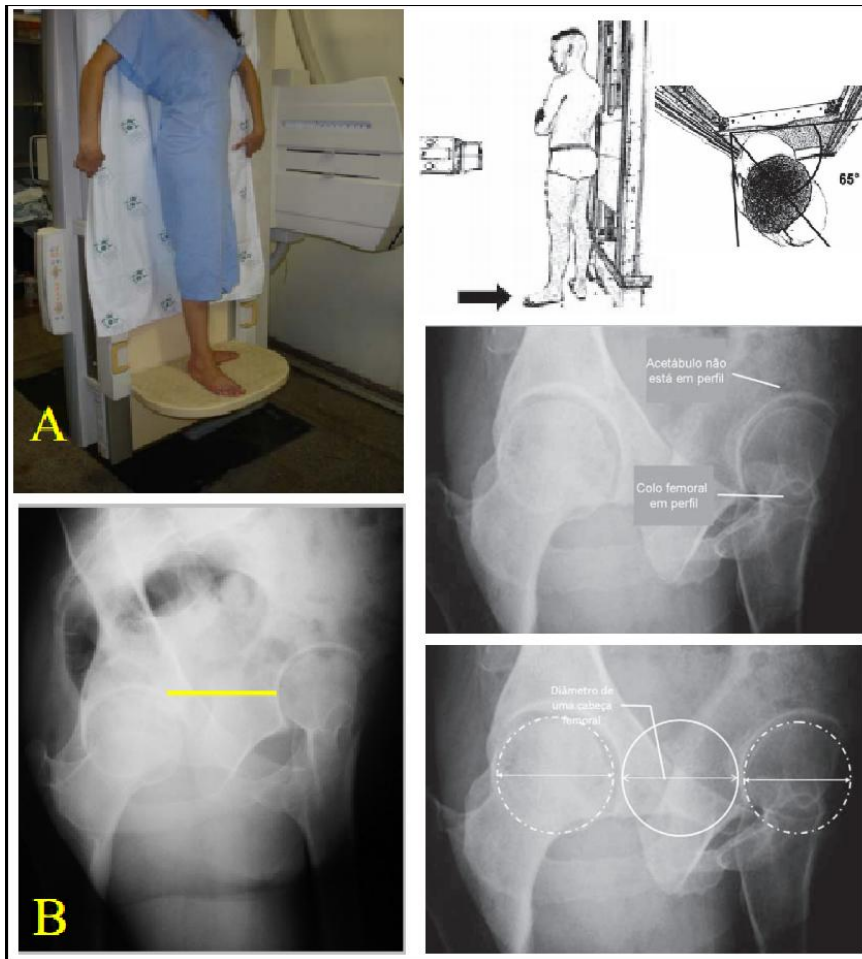 A
65°
Acetábulo não
está em perfil
Colo femoral
em perfil
B
Diâmetro de
uma cabeça
femoral